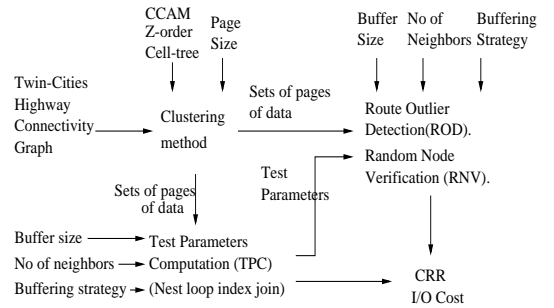 CCAM
Z-order
Cell-tree
Page
Size
Buffer
Size
No of
Neighbors
Buffering
Strategy
Twin-Cities
Highway
Connectivity
Graph
Clustering
method
Sets of pages
of data
Route Outlier
Detection(ROD).
Random Node
Verification (RNV).
Test
Parameters
Sets of pages
of data
Buffer size
No of neighbors
Buffering strategy
Test Parameters
Computation (TPC)
(Nest loop index join)
CRR
I/O Cost